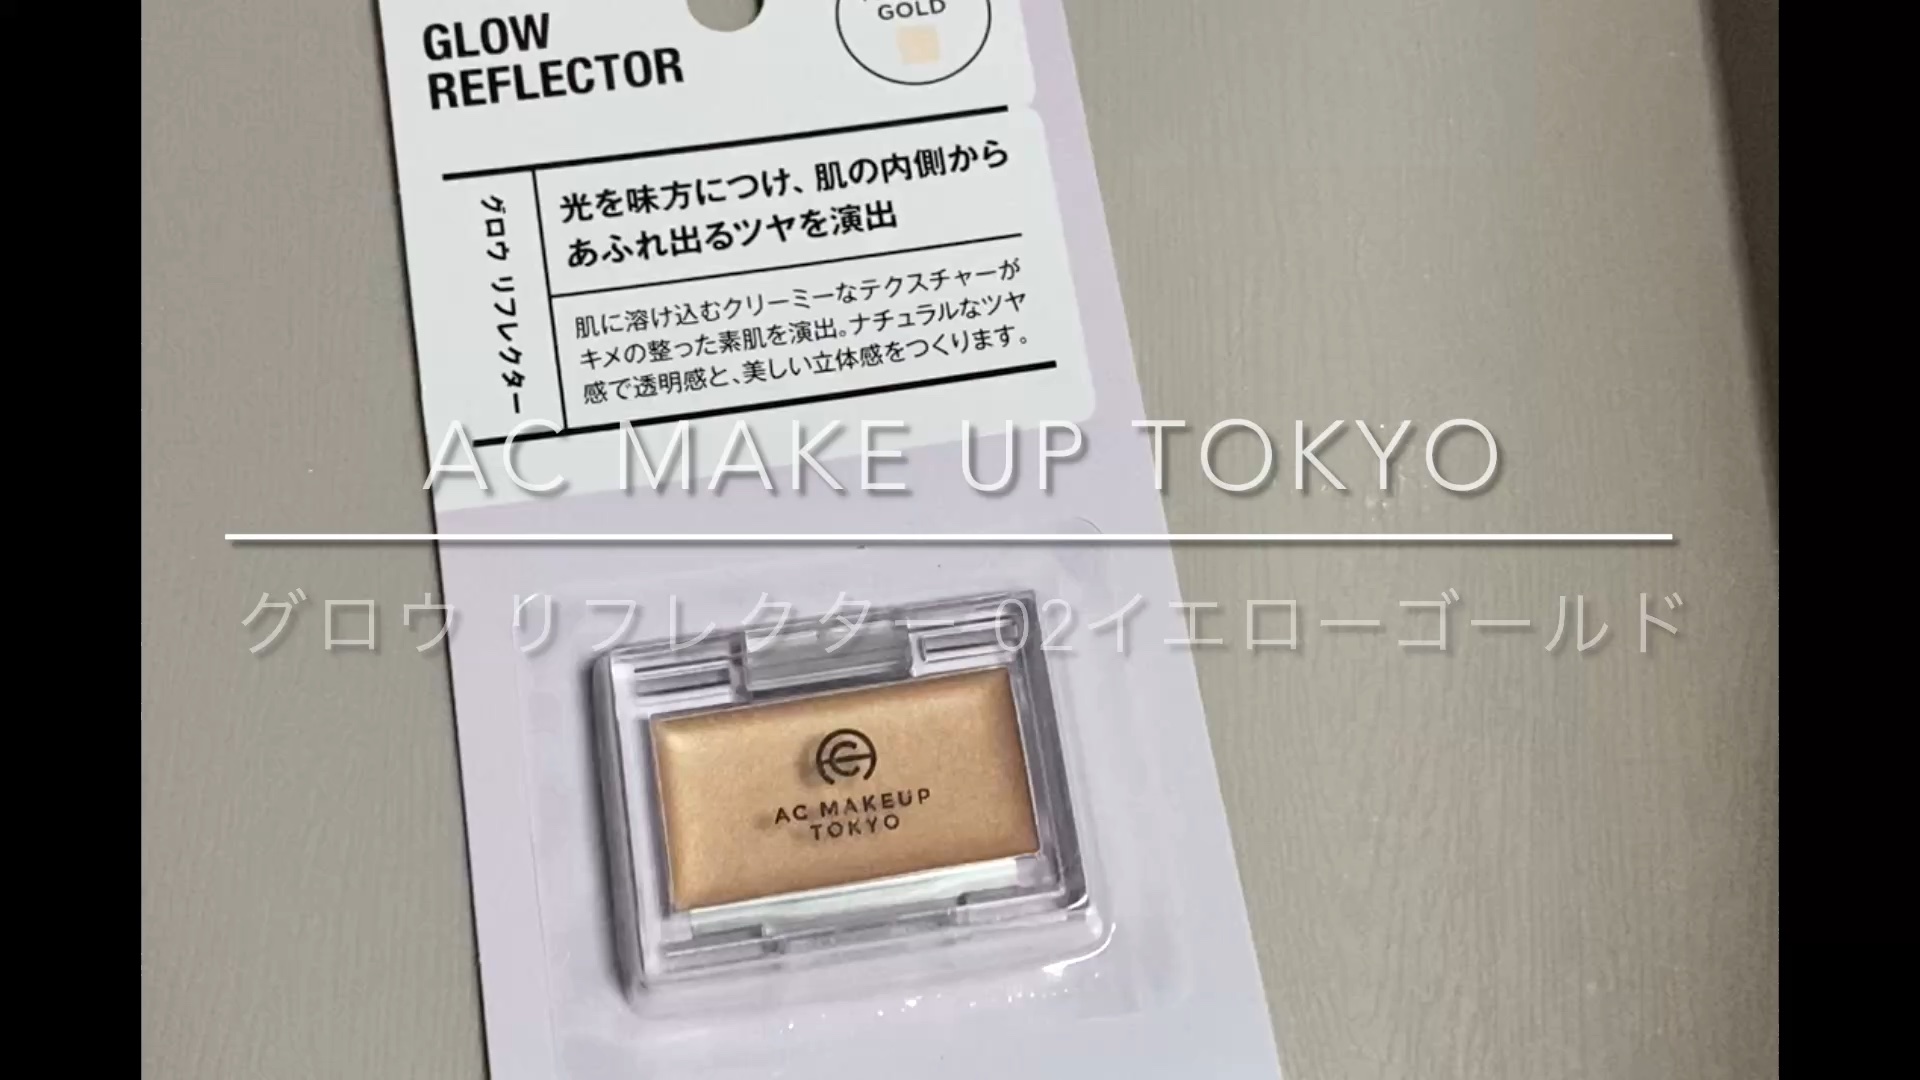 GLOW
REFLECTOR
GOLD
グロウ リフレクター
光を味方につけ、肌の内側から
あふれ出るツヤを演出
肌に溶け込むクリーミーなテクスチャーが
キメの整った素肌を演出。ナチュラルなツヤ
感で透明感と、美しい立体感をつくります。
AC MAKE UP TOKYO
グロウ リフレクター 02イエローゴールド
AC MAKEUP
TOKYO